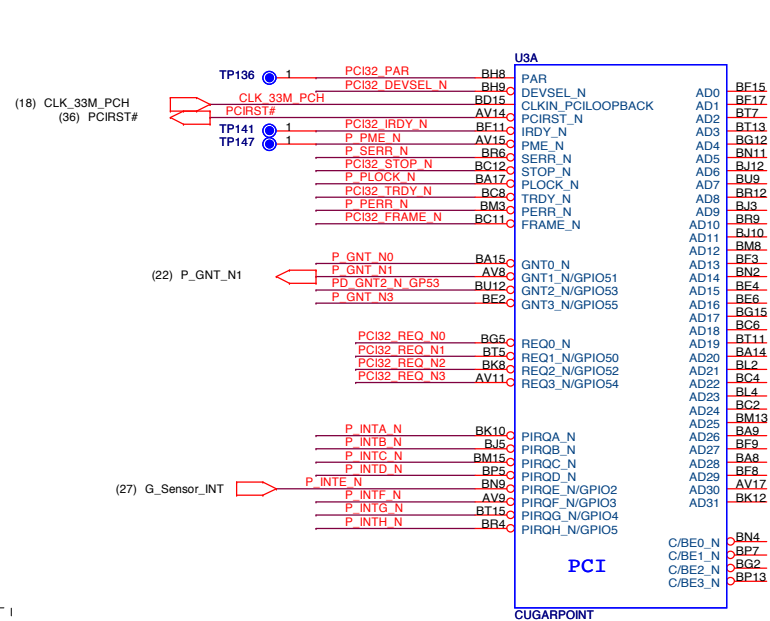 U3A
TP136 1 PCI32_PAR BH8 PAR
PCI32_DEVSEL_N BH9 DEVSEL_N AD0 BF15
(18) CLK_33M_PCH CLK_33M_PCH BD15 CLKIN_PCILOOPBACK AD1 BF17
(36) PCIRST# PCIRST# AV14 PCIRST_N AD2 BT7
TP141 1 PCI32_IRDY_N BF11 IRDY_N AD3 BT13
TP147 1 P_PME_N AV15 PME_N AD4 BG12
P_SERR_N BR6 SERR_N AD5 BN11
PCI32_STOP_N BC12 STOP_N AD6 BJ12
P_PLOCK_N BA17 PLOCK_N AD7 BU9
PCI32_TRDY_N BC8 TRDY_N AD8 BR12
P_PERR_N BM3 PERR_N AD9 BJ3
PCI32_FRAME_N BC11 FRAME_N AD10 BR9
AD11 BJ10
AD12 BM8
P_GNT_N0 BA15 GNT0_N AD13 BF3
(22) P_GNT_N1 P_GNT_N1 AV8 GNT1_N/GPIO51 AD14 BN2
PD_GNT2_N_GP53 BU12 GNT2_N/GPIO53 AD15 BE4
P_GNT_N3 BE2 GNT3_N/GPIO55 AD16 BE6
AD17 BG15
AD18 BC6
PCI32_REQ_N0 BG5 REQ0_N AD19 BT11
PCI32_REQ_N1 BT5 REQ1_N/GPIO50 AD20 BA14
PCI32_REQ_N2 BK8 REQ2_N/GPIO52 AD21 BL2
PCI32_REQ_N3 AV11 REQ3_N/GPIO54 AD22 BC4
AD23 BL4
AD24 BC2
AD25 BM13
P_INTA_N BK10 PIRQA_N AD26 BA9
P_INTB_N BJ5 PIRQB_N AD27 BF9
P_INTC_N BM15 PIRQC_N AD28 BA8
P_INTD_N BP5 PIRQD_N AD29 BF8
(27) G_Sensor_INT P_INTE_N BN9 PIRQE_N/GPIO2 AD30 AV17
P_INTF_N AV9 PIRQF_N/GPIO3 AD31 BK12
P_INTG_N BT15 PIRQG_N/GPIO4
P_INTH_N BR4 PIRQH_N/GPIO5
C/BE0_N BN4
C/BE1_N BP7
C/BE2_N BG2
C/BE3_N BP13
PCI
CUGARPOINT